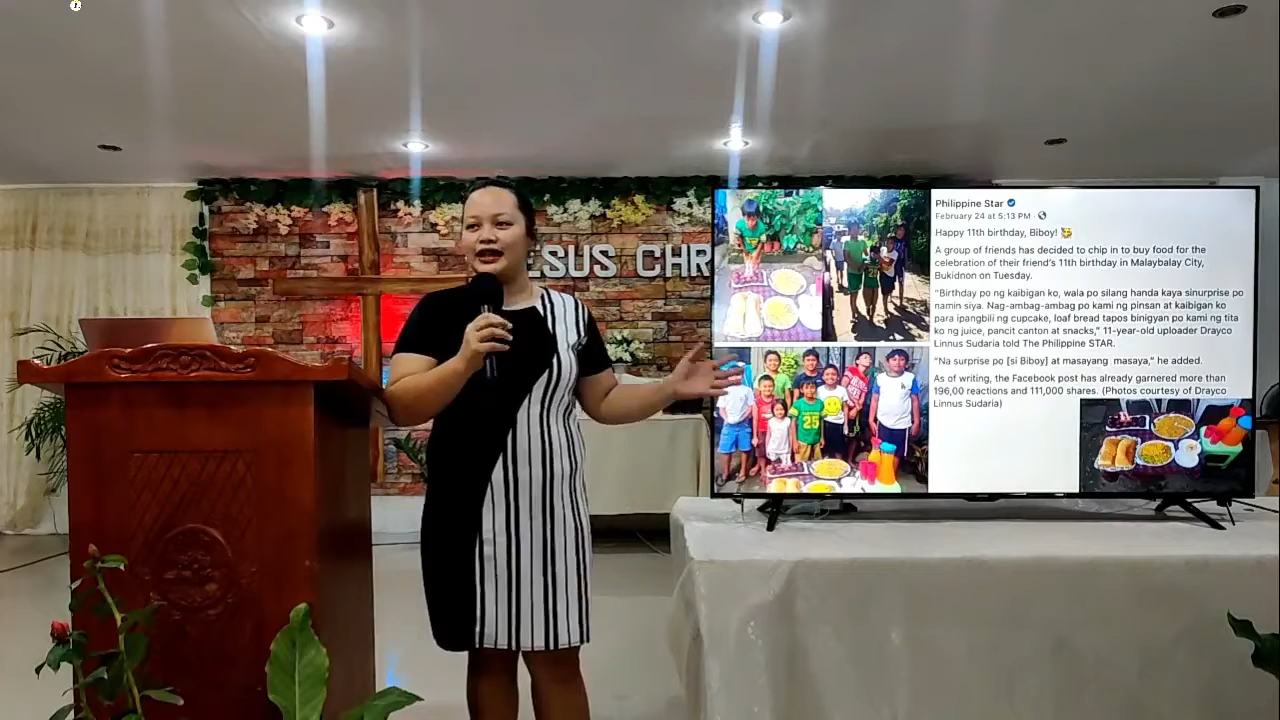 ESUS CHR
Philippine Star
February 24 at 5:13 PM ·
Happy 11th birthday, Biboy! 🥰
A group of friends has decided to chip in to buy food for the
celebration of their friend's 11th birthday in Malaybalay City,
Bukidnon on Tuesday.
"Birthday po ng kaibigan ko, wala po silang handa kaya sinurprise po
namin siya. Nag-ambag-ambag po kami ng pinsan at kaibigan ko
para ipangbili ng cupcake, loaf bread tapos binigyan po kami ng tita
ko ng juice, pancit canton at snacks," 11-year-old uploader Drayco
Linnus Sudaria told The Philippine STAR.
"Na surprise po [si Biboy] at masayang masaya," he added.
As of writing, the Facebook post has already garnered more than
196,00 reactions and 111,000 shares. (Photos courtesy of Drayco
Linnus Sudaria)
25